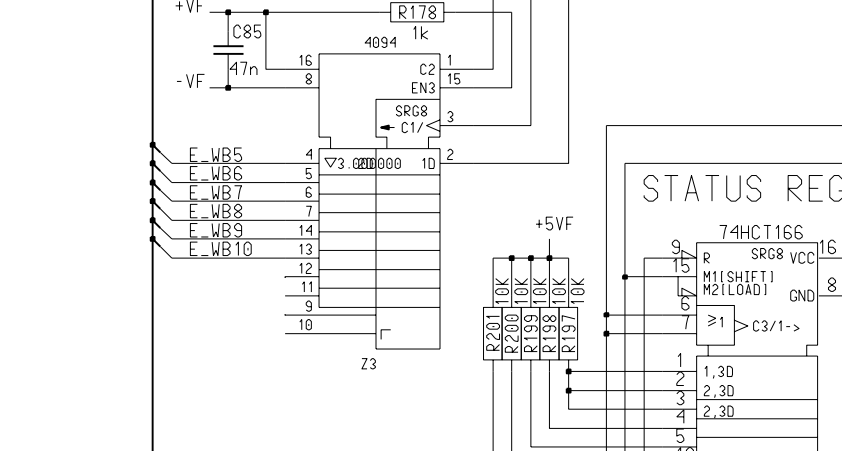 +VF
R178
1k
C85
47n
-VF
4094
16
8
C2
1
EN3
15
SRG8
C1/
3
E_WB5
4
▽3.
1D
2
E_WB6
5
E_WB7
6
E_WB8
7
E_WB9
14
E_WB10
13
12
11
9
10
Z3
+5VF
10K
10K
10K
10K
10K
R201
R200
R199
R198
R197
STATUS REG
74HCT166
9
R
SRG8
VCC
16
15
M1[SHIFT]
M2[LOAD]
GND
8
6
7
≥1
C3/1->
1
1,3D
2
2,3D
3
2,3D
4
5